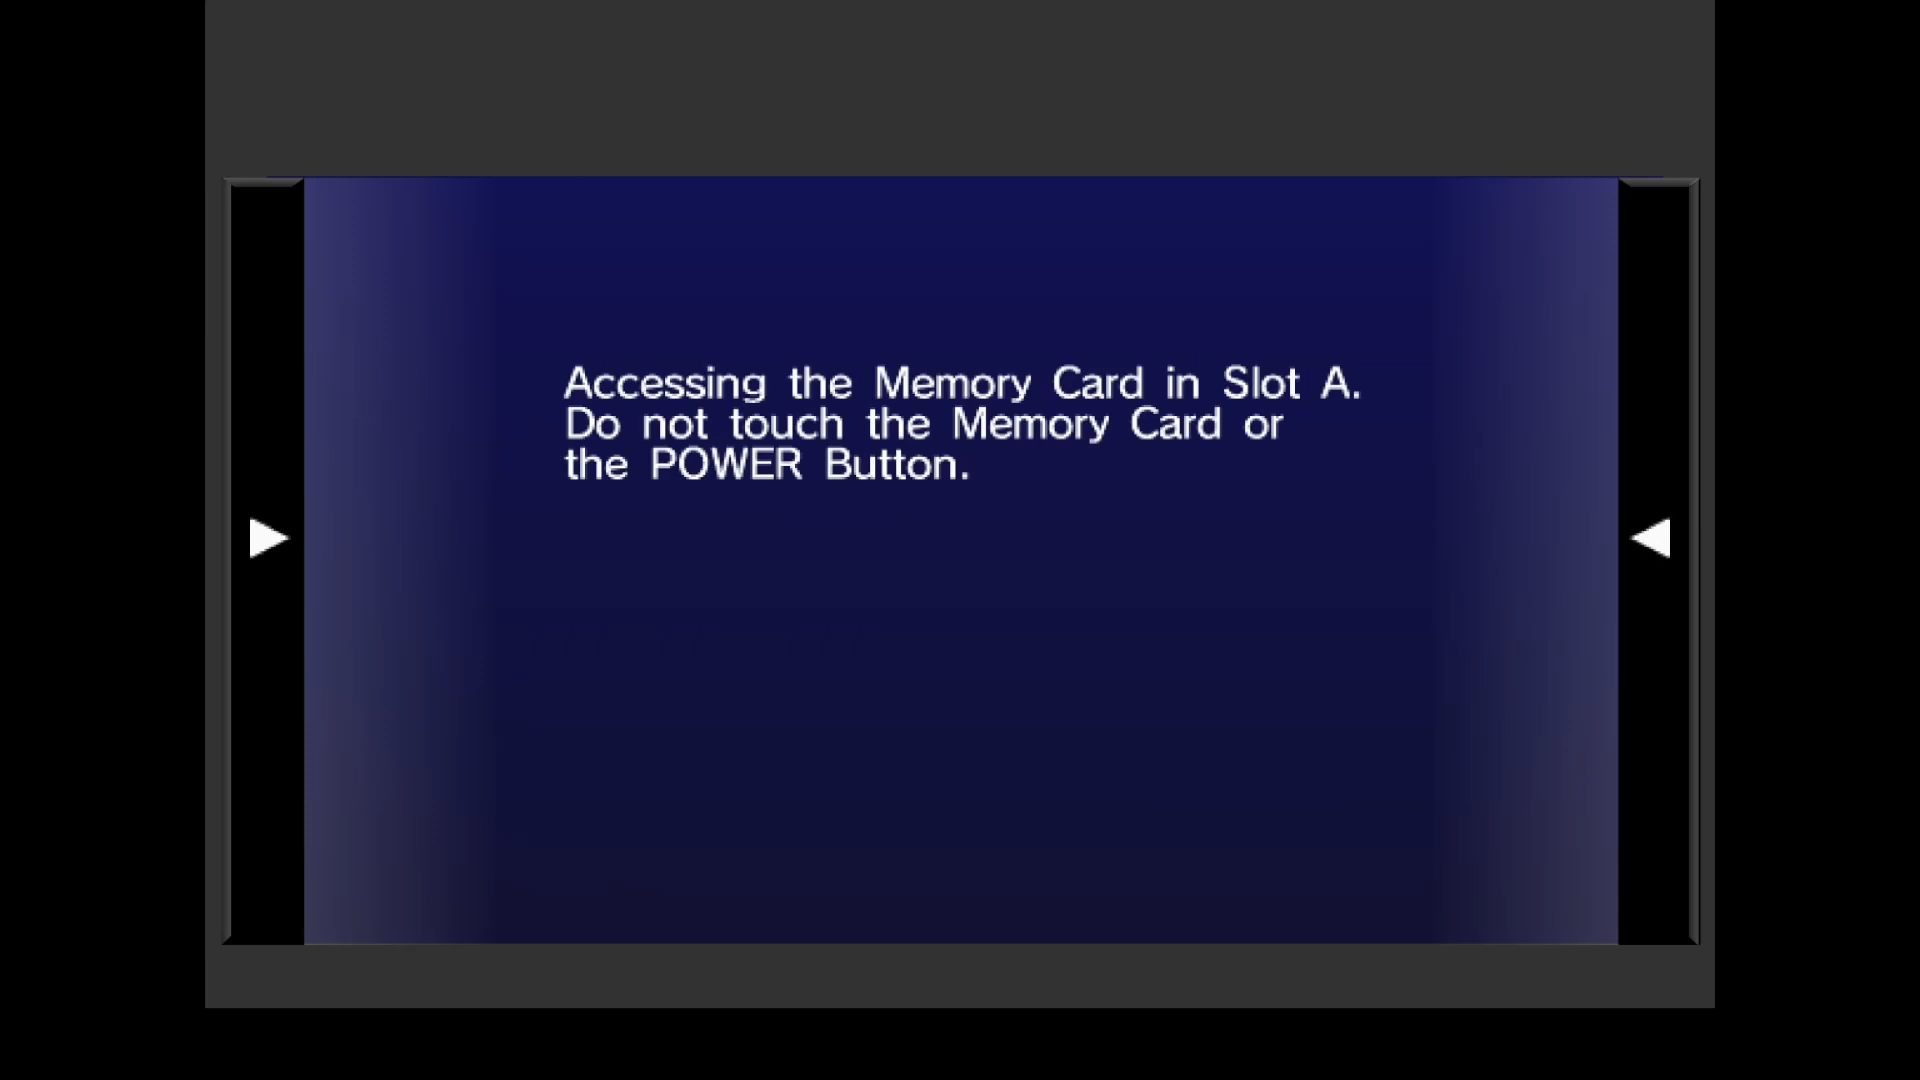 Accessing the Memory Card in Slot A.
Do not touch the Memory Card or
the POWER Button.